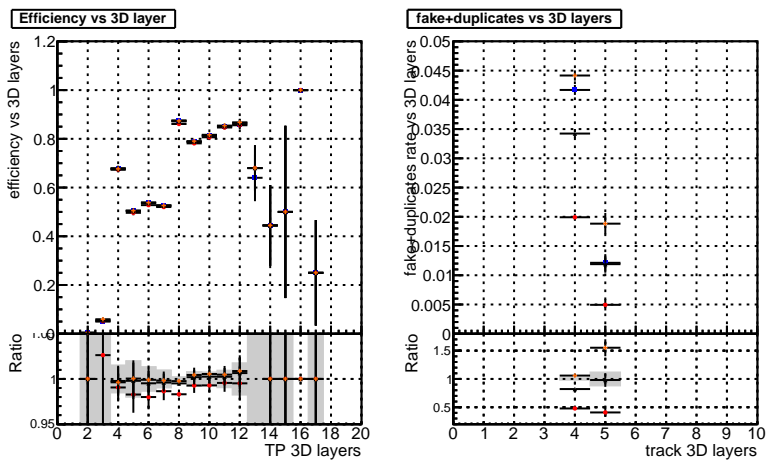 Efficiency vs 3D layer
efficiency vs 3D layers
1.2
1
0.8
0.6
0.4
0.2
0
Ratio
1
0.95
0 2 4 6 8 10 12 14 16 18 20
TP 3D layers
fake+duplicates vs 3D layers
fake+duplicates rate vs 3D layers
0.05
0.045
0.04
0.035
0.03
0.025
0.02
0.015
0.01
0.005
0
Ratio
1.5
1
0.5
0 1 2 3 4 5 6 7 8 9 10
track 3D layers